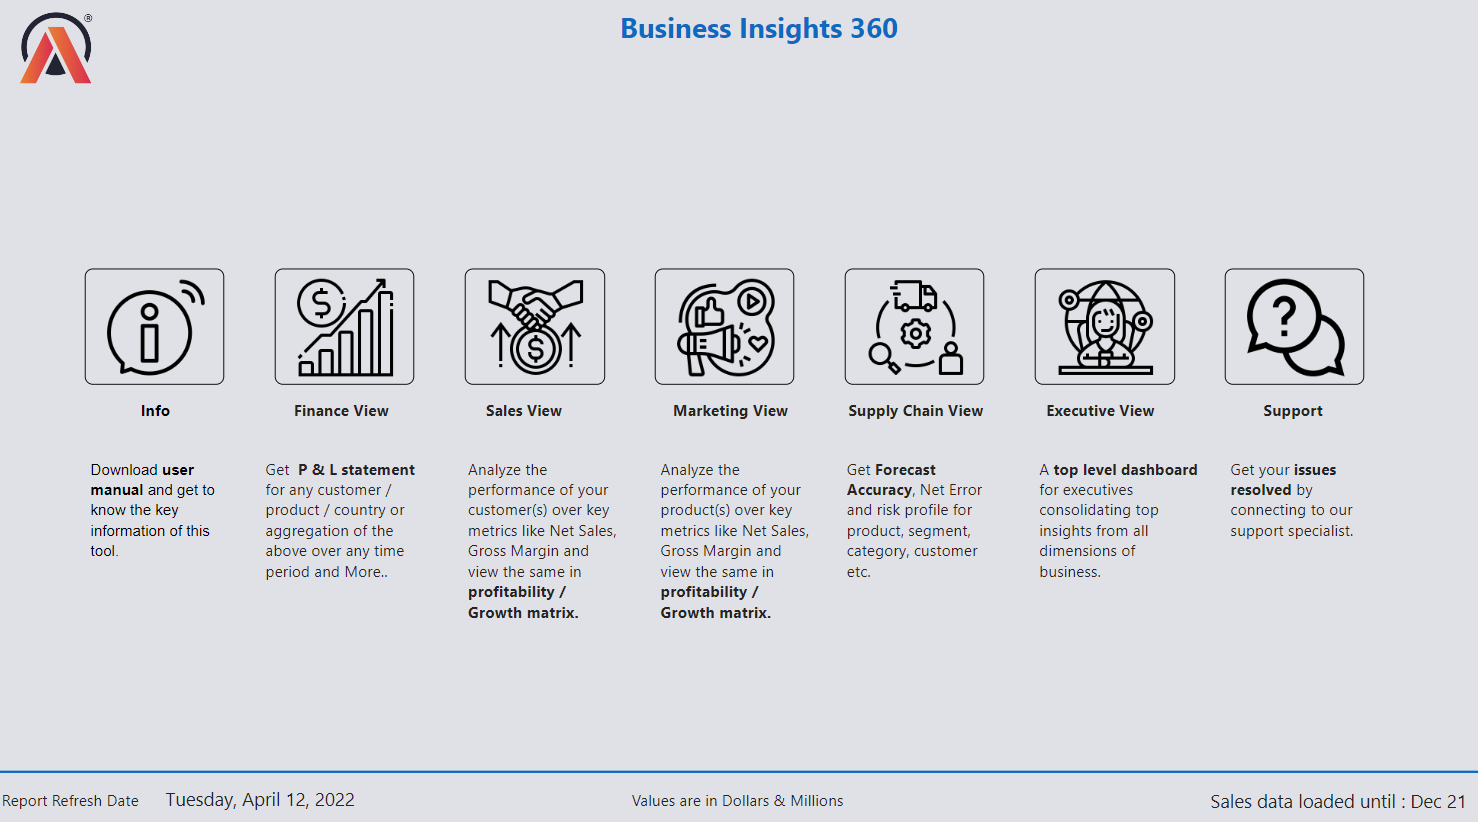 ®
Business Insights 360
Info
Download user
manual and get to
know the key
information of this
tool.
Finance View
Get P & L statement
for any customer /
product / country or
aggregation of the
above over any time
period and More..
Sales View
Analyze the
performance of your
customer(s) over key
metrics like Net Sales,
Gross Margin and
view the same in
profitability /
Growth matrix.
Marketing View
Analyze the
performance of your
product(s) over key
metrics like Net Sales,
Gross Margin and
view the same in
profitability /
Growth matrix.
Supply Chain View
Get Forecast
Accuracy, Net Error
and risk profile for
product, segment,
category, customer
etc.
Executive View
A top level dashboard
for executives
consolidating top
insights from all
dimensions of
business.
Support
Get your issues
resolved by
connecting to our
support specialist.
Report Refresh Date Tuesday, April 12, 2022
Values are in Dollars & Millions
Sales data loaded until : Dec 21